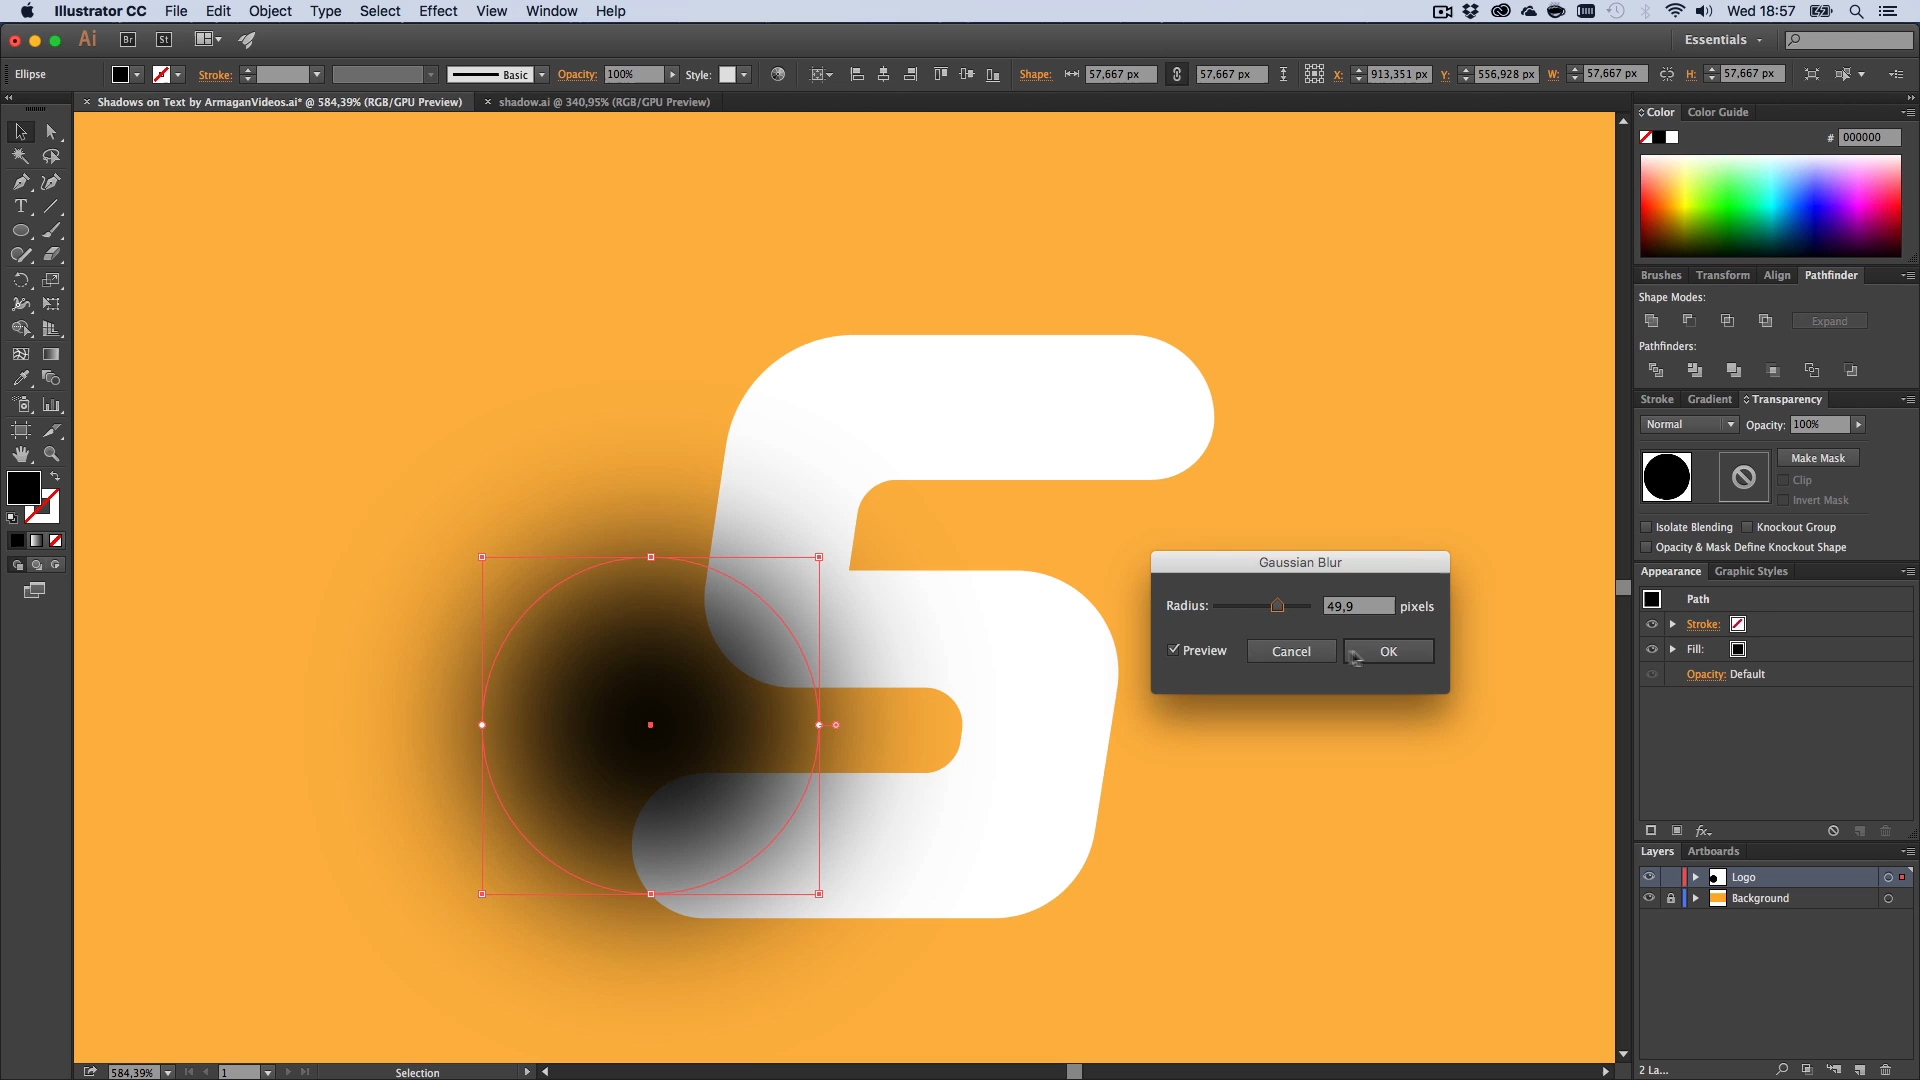 Illustrator CC File Edit Object Type Select Effect View Window Help Wed 18:57
Ai Br St Essentials
Ellipse Stroke: Basic Opacity: 100% Style: Shape: 57,667 px 57,667 px X: 913,351 px Y: 556,928 px W: 57,667 px H: 57,667 px
× Shadows on Text by ArmaganVideos.ai* @ 584,39% (RGB/GPU Preview) × shadow.ai @ 340,95% (RGB/GPU Preview)
Color Color Guide
# 000000
Brushes Transform Align Pathfinder
Shape Modes:
Expand
Pathfinders:
Stroke Gradient Transparency
Normal Opacity: 100%
Make Mask
Clip
Invert Mask
Isolate Blending Knockout Group
Opacity & Mask Define Knockout Shape
Appearance Graphic Styles
Path
Stroke:
Fill:
Opacity: Default
fx
Layers Artboards
Logo
Background
2 La...
Gaussian Blur
Radius: 49,9 pixels
Preview Cancel OK
584,39% 1 Selection